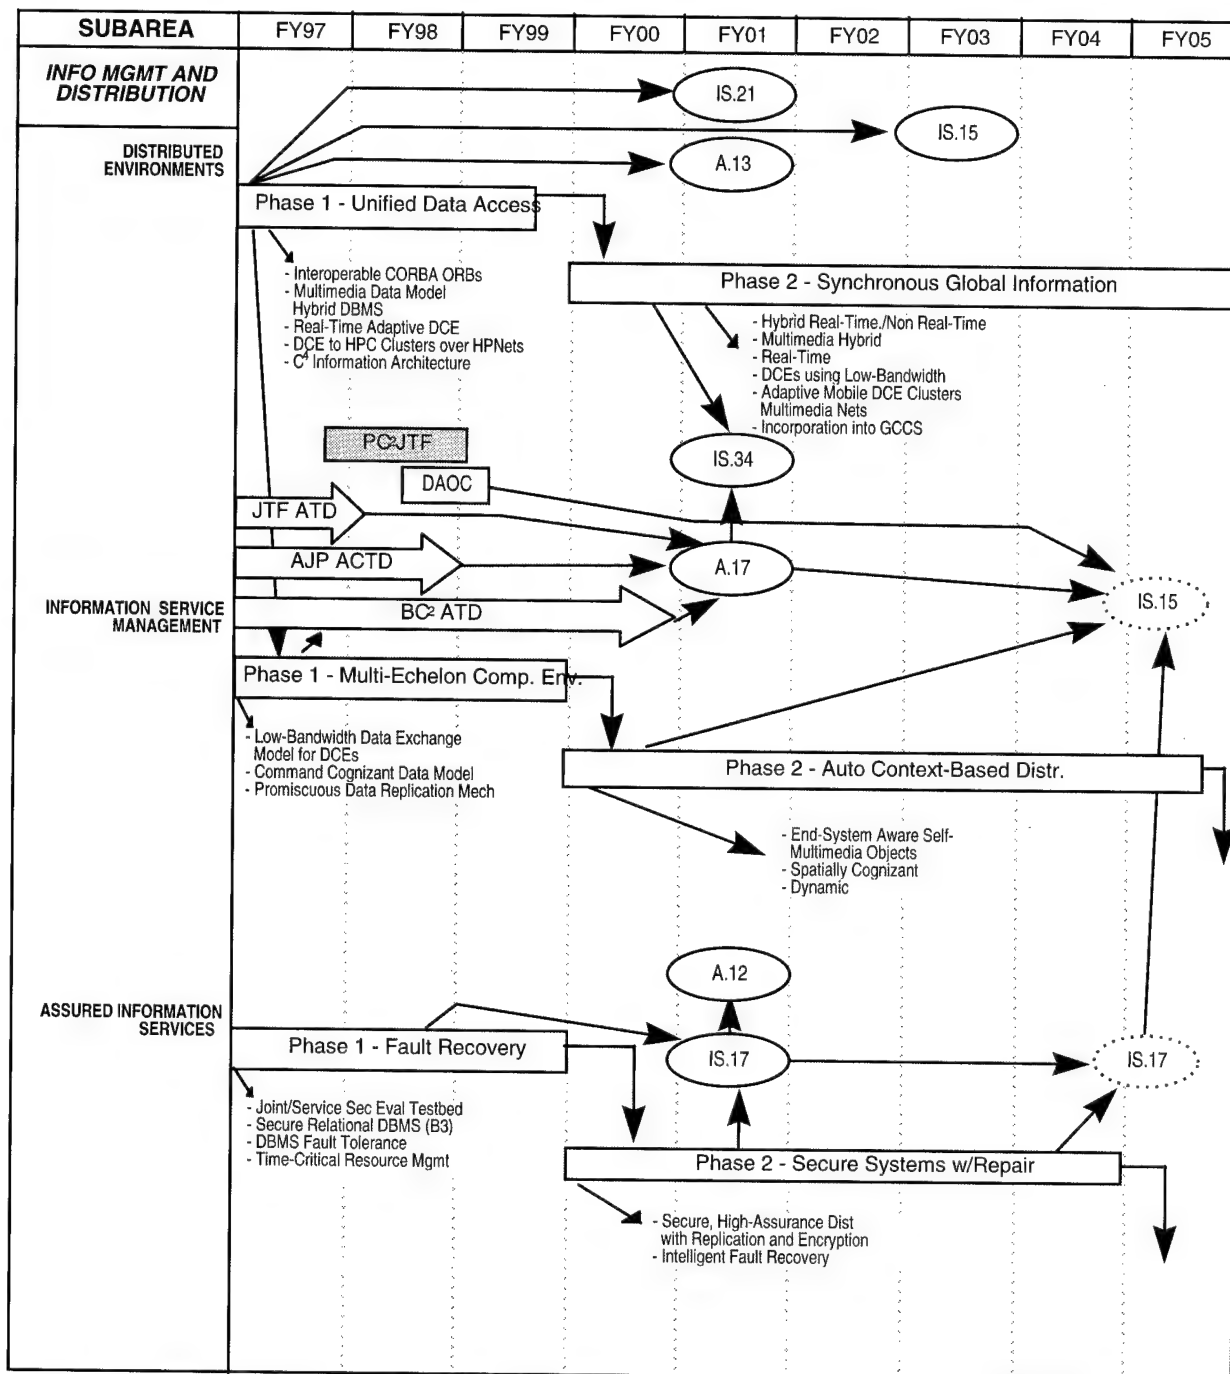 SUBAREA FY97 FY98 FY99 FY00 FY01 FY02 FY03 FY04 FY05
INFO MGMT AND
DISTRIBUTION
IS.21
IS.15
DISTRIBUTED
ENVIRONMENTS
A.13
Phase 1 - Unified Data Access
- Interoperable CORBA ORBs
- Multimedia Data Model
Hybrid DBMS
- Real-Time Adaptive DCE
- DCE to HPC Clusters over HPNets
- C4 Information Architecture
Phase 2 - Synchronous Global Information
- Hybrid Real-Time./Non Real-Time
- Multimedia Hybrid
- Real-Time
- DCEs using Low-Bandwidth
- Adaptive Mobile DCE Clusters
Multimedia Nets
- Incorporation into GCCS
PC2JTF
IS.34
DAOC
JTF ATD
AJP ACTD
A.17
INFORMATION SERVICE
MANAGEMENT
BC2 ATD
IS.15
Phase 1 - Multi-Echelon Comp. Env.
- Low-Bandwidth Data Exchange
Model for DCEs
- Command Cognizant Data Model
- Promiscuous Data Replication Mech
Phase 2 - Auto Context-Based Distr.
- End-System Aware Self-
Multimedia Objects
- Spatially Cognizant
- Dynamic
A.12
ASSURED INFORMATION
SERVICES
Phase 1 - Fault Recovery
IS.17
IS.17
- Joint/Service Sec Eval Testbed
- Secure Relational DBMS (B3)
- DBMS Fault Tolerance
- Time-Critical Resource Mgmt
Phase 2 - Secure Systems w/Repair
- Secure, High-Assurance Dist
with Replication and Encryption
- Intelligent Fault Recovery